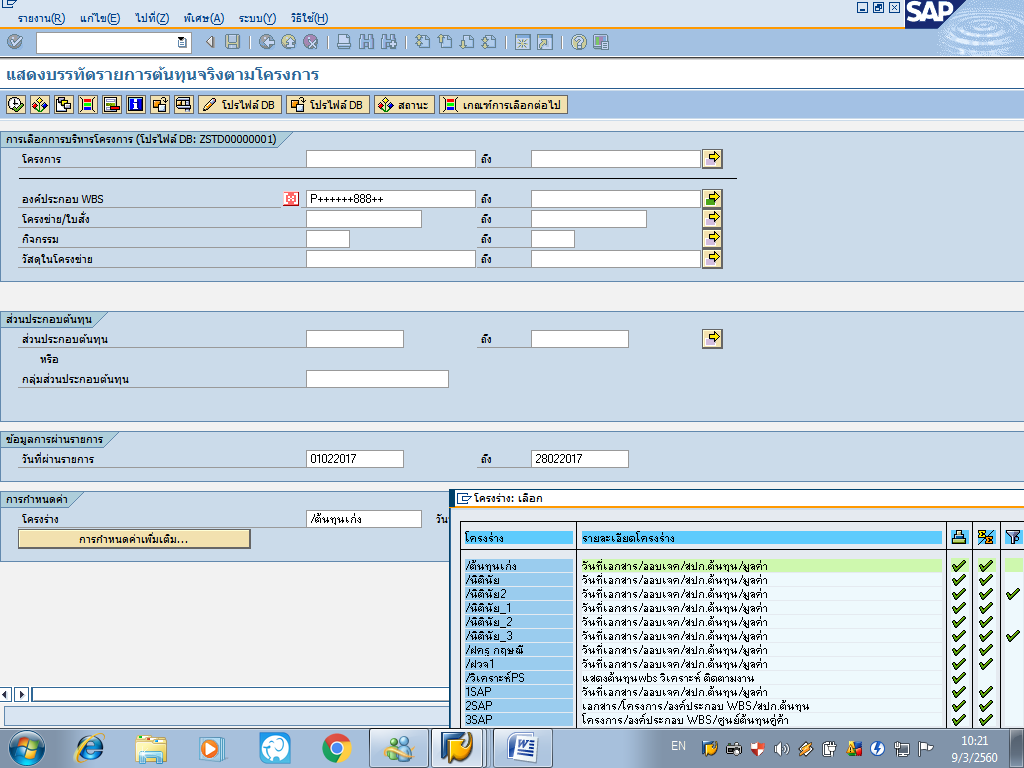 รายงาน(R) แก้ไข(E) ไปที่(Z) พิเศษ(A) ระบบ(Y) วิธีใช้(H)
SAP
แสดงบรรทัดรายการต้นทุนจริงตามโครงการ
โปรไฟล์ DB โปรไฟล์ DB สถานะ เกณฑ์การเลือกต่อไป
การเลือกการบริหารโครงการ (โปรไฟล์ DB: ZSTD00000001)
โครงการ ถึง
องค์ประกอบ WBS P++++++888++ ถึง
โครงข่าย/ใบสั่ง ถึง
กิจกรรม ถึง
วัสดุในโครงข่าย ถึง
ส่วนประกอบต้นทุน
ส่วนประกอบต้นทุน ถึง
หรือ
กลุ่มส่วนประกอบต้นทุน
ข้อมูลการผ่านรายการ
วันที่ผ่านรายการ 01022017 ถึง 28022017
การกำหนดค่า
โครงร่าง /ต้นทุนเก่ง
การกำหนดค่าเพิ่มเติม...
โครงร่าง: เลือก
โครงร่าง รายละเอียดโครงร่าง
/ต้นทุนเก่ง วันที่เอกสาร/ออบเจค/สปก.ต้นทุน/มูลค่า
/นิตินัย วันที่เอกสาร/ออบเจค/สปก.ต้นทุน/มูลค่า
/นิตินัย2 วันที่เอกสาร/ออบเจค/สปก.ต้นทุน/มูลค่า
/นิตินัย_1 วันที่เอกสาร/ออบเจค/สปก.ต้นทุน/มูลค่า
/นิตินัย_2 วันที่เอกสาร/ออบเจค/สปก.ต้นทุน/มูลค่า
/นิตินัย_3 วันที่เอกสาร/ออบเจค/สปก.ต้นทุน/มูลค่า
วันที่เอกสาร/ออบเจค/สปก.ต้นทุน/มูลค่า
/ฝวจ1 วันที่เอกสาร/ออบเจค/สปก.ต้นทุน/มูลค่า
/วิเคราะห์PS แสดงต้นทุนwbs วิเคราะห์ ติดตามงาน
1SAP วันที่เอกสาร/ออบเจค/สปก.ต้นทุน/มูลค่า
2SAP เอกสาร/โครงการ/องค์ประกอบ WBS/สปก.ต้นทุน
3SAP โครงการ/องค์ประกอบ WBS/ศูนย์ต้นทุนคู่ค้า
EN 10:21
9/3/2560